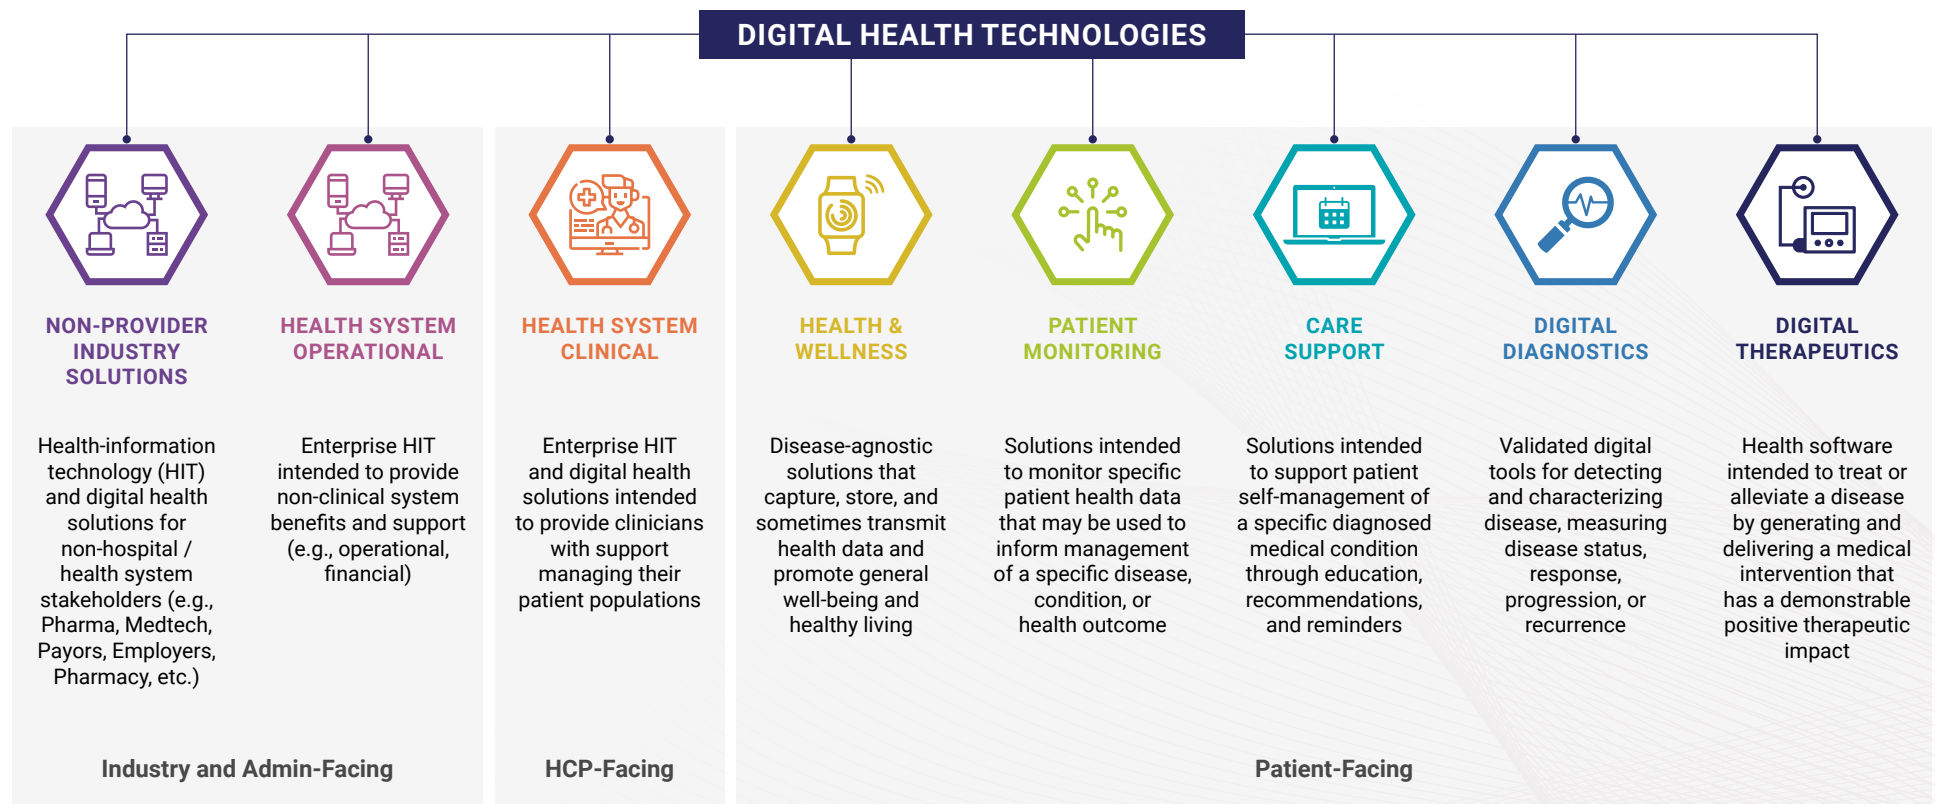 DIGITAL HEALTH TECHNOLOGIES
NON-PROVIDER
INDUSTRY
SOLUTIONS
Health-information
technology (HIT)
and digital health
solutions for
non-hospital /
health system
stakeholders (e.g.,
Pharma, Medtech,
Payors, Employers,
Pharmacy, etc.)
HEALTH SYSTEM
OPERATIONAL
Enterprise HIT
intended to provide
non-clinical system
benefits and support
(e.g., operational,
financial)
Industry and Admin-Facing
HEALTH SYSTEM
CLINICAL
Enterprise HIT
and digital health
solutions intended
to provide clinicians
with support
managing their
patient populations
HCP-Facing
HEALTH &
WELLNESS
Disease-agnostic
solutions that
capture, store, and
sometimes transmit
health data and
promote general
well-being and
healthy living
PATIENT
MONITORING
Solutions intended
to monitor specific
patient health data
that may be used to
inform management
of a specific disease,
condition, or
health outcome
CARE
SUPPORT
Solutions intended
to support patient
self-management of
a specific diagnosed
medical condition
through education,
recommendations,
and reminders
DIGITAL
DIAGNOSTICS
Validated digital
tools for detecting
and characterizing
disease, measuring
disease status,
response,
progression, or
recurrence
DIGITAL
THERAPEUTICS
Health software
intended to treat or
alleviate a disease
by generating and
delivering a medical
intervention that
has a demonstrable
positive therapeutic
impact
Patient-Facing